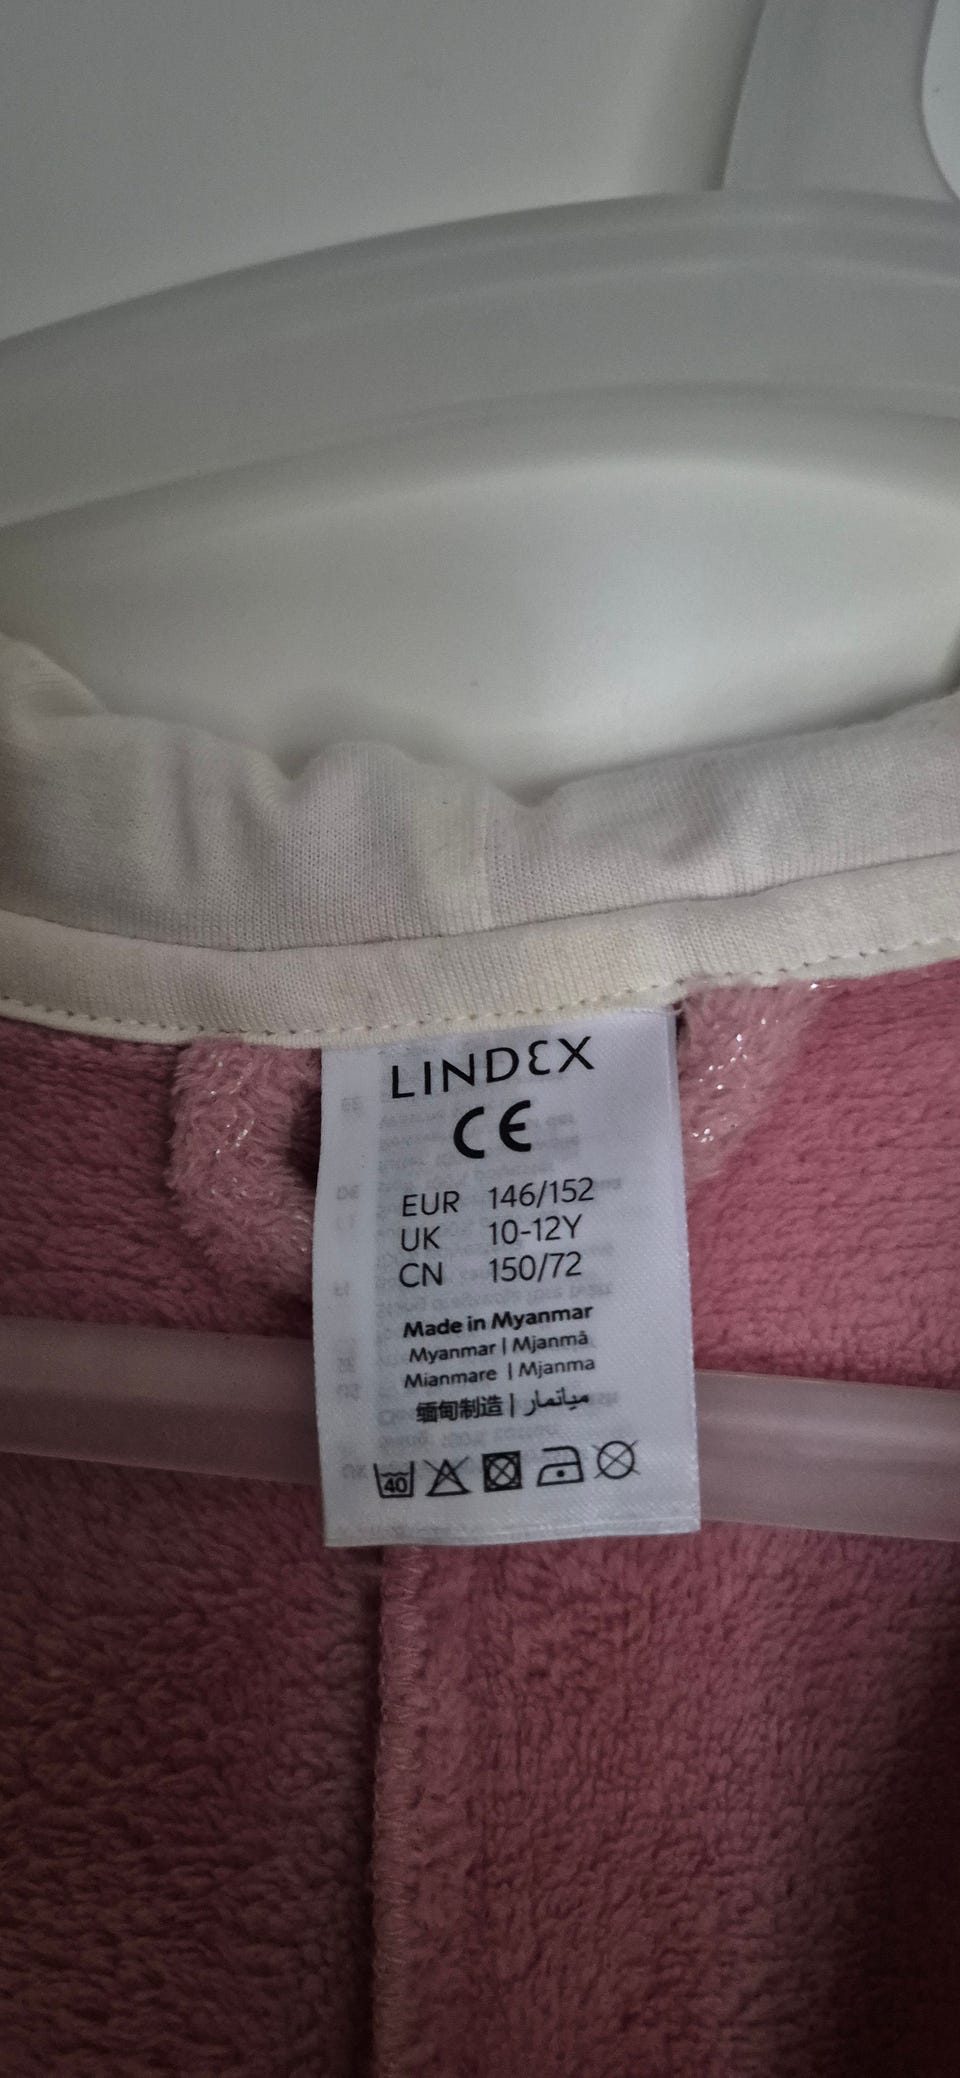 LINDEX
CE
EUR 146/152
UK 10-12Y
CN 150/72
Made in Myanmar
Myanmar | Mjanmā
Mianmare | Mjanma
缅甸制造 | ميانمار
40